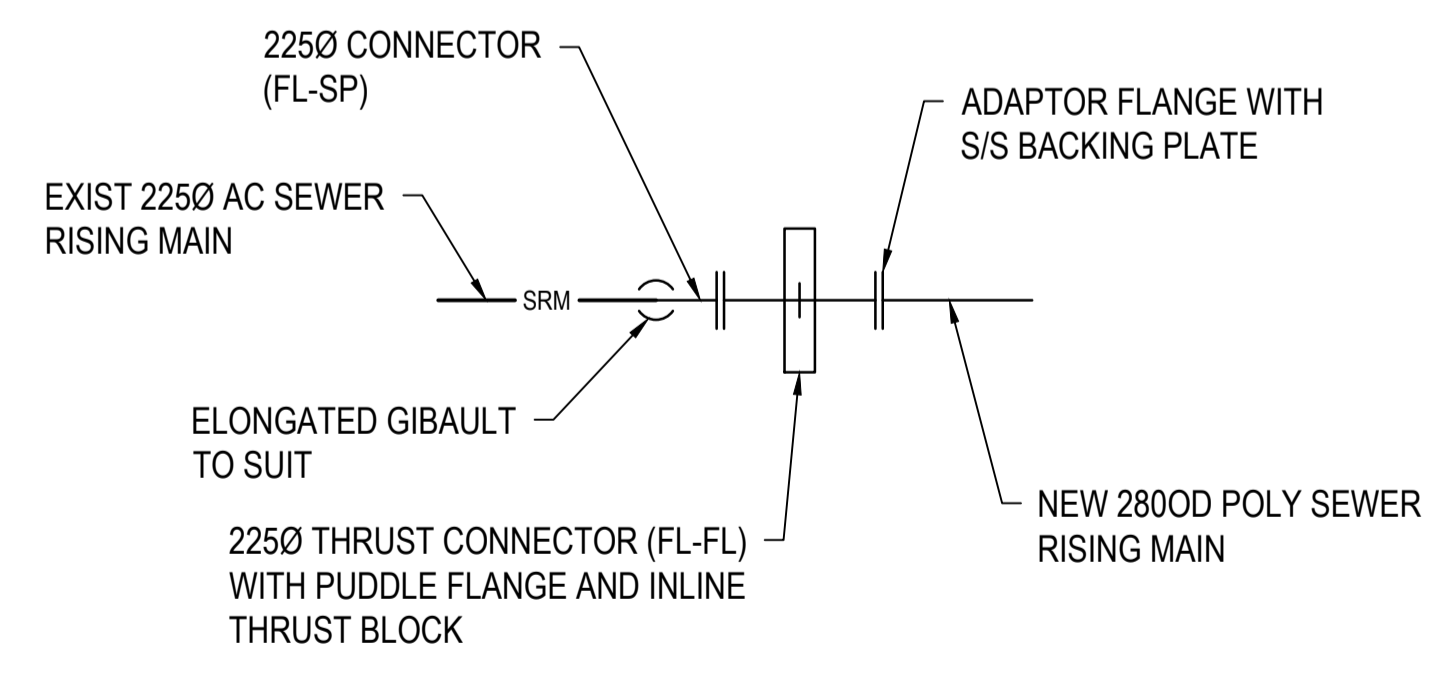 225Ø CONNECTOR
(FL-SP)
ADAPTOR FLANGE WITH
S/S BACKING PLATE
EXIST 225Ø AC SEWER
RISING MAIN
SRM
ELONGATED GIBAULT
TO SUIT
NEW 280OD POLY SEWER
RISING MAIN
225Ø THRUST CONNECTOR (FL-FL)
WITH PUDDLE FLANGE AND INLINE
THRUST BLOCK